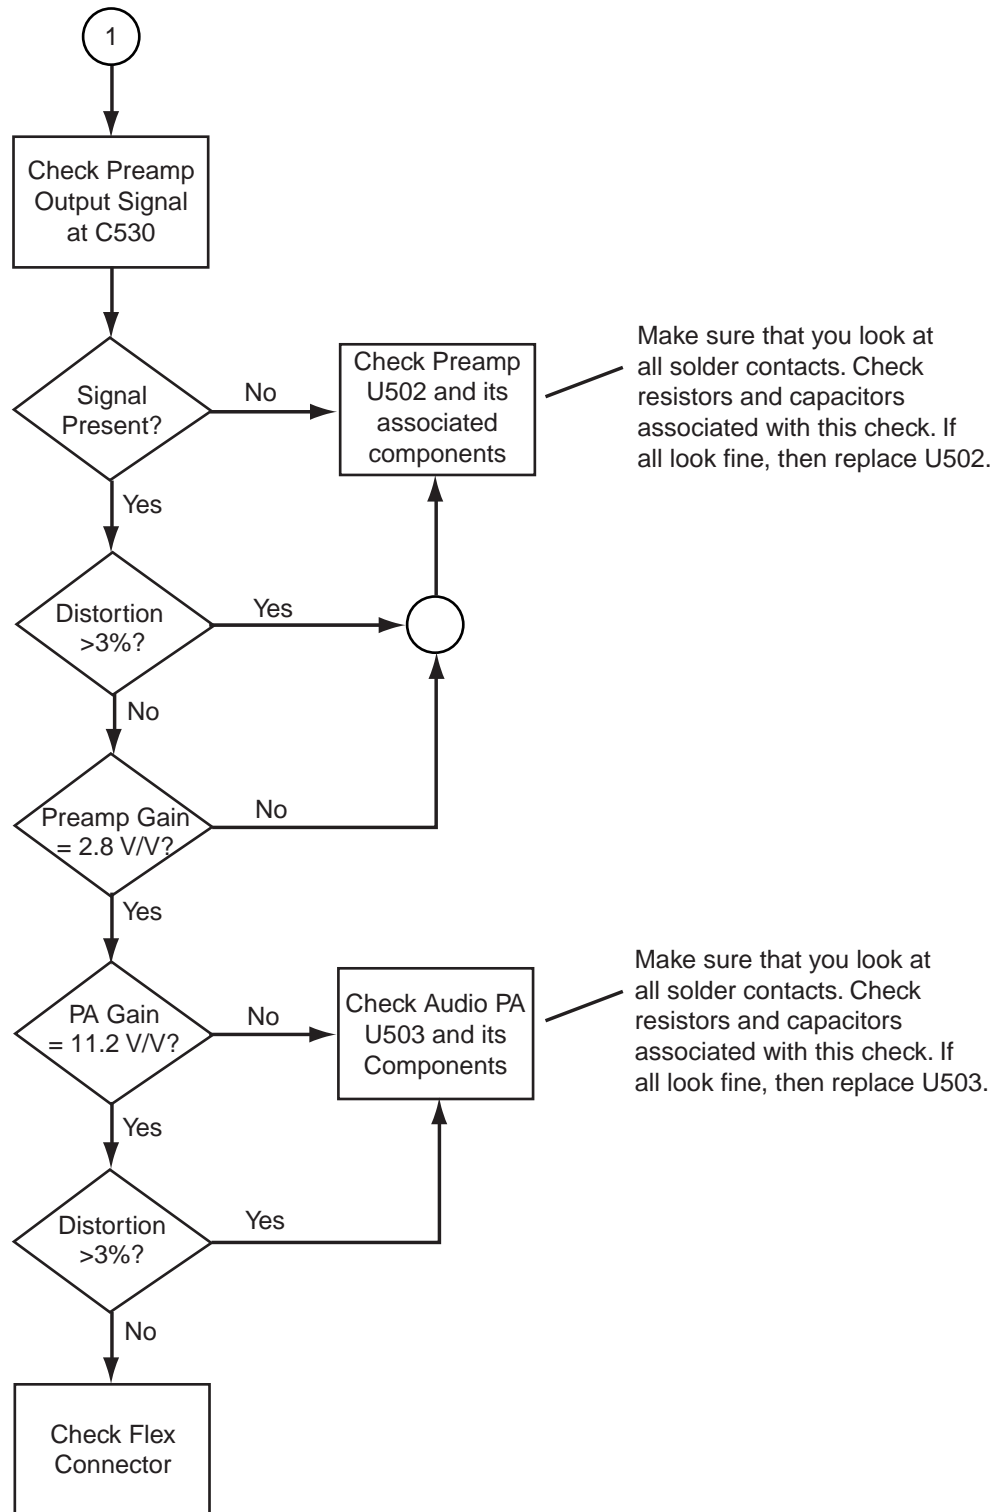 1
Check Preamp
Output Signal
at C530
Signal
Present?
No
Check Preamp
U502 and its
associated
components
Make sure that you look at
all solder contacts. Check
resistors and capacitors
associated with this check. If
all look fine, then replace U502.
Yes
Distortion
>3%?
Yes
No
Preamp Gain
= 2.8 V/V?
No
Yes
PA Gain
= 11.2 V/V?
No
Check Audio PA
U503 and its
Components
Make sure that you look at
all solder contacts. Check
resistors and capacitors
associated with this check. If
all look fine, then replace U503.
Yes
Distortion
>3%?
Yes
No
Check Flex
Connector